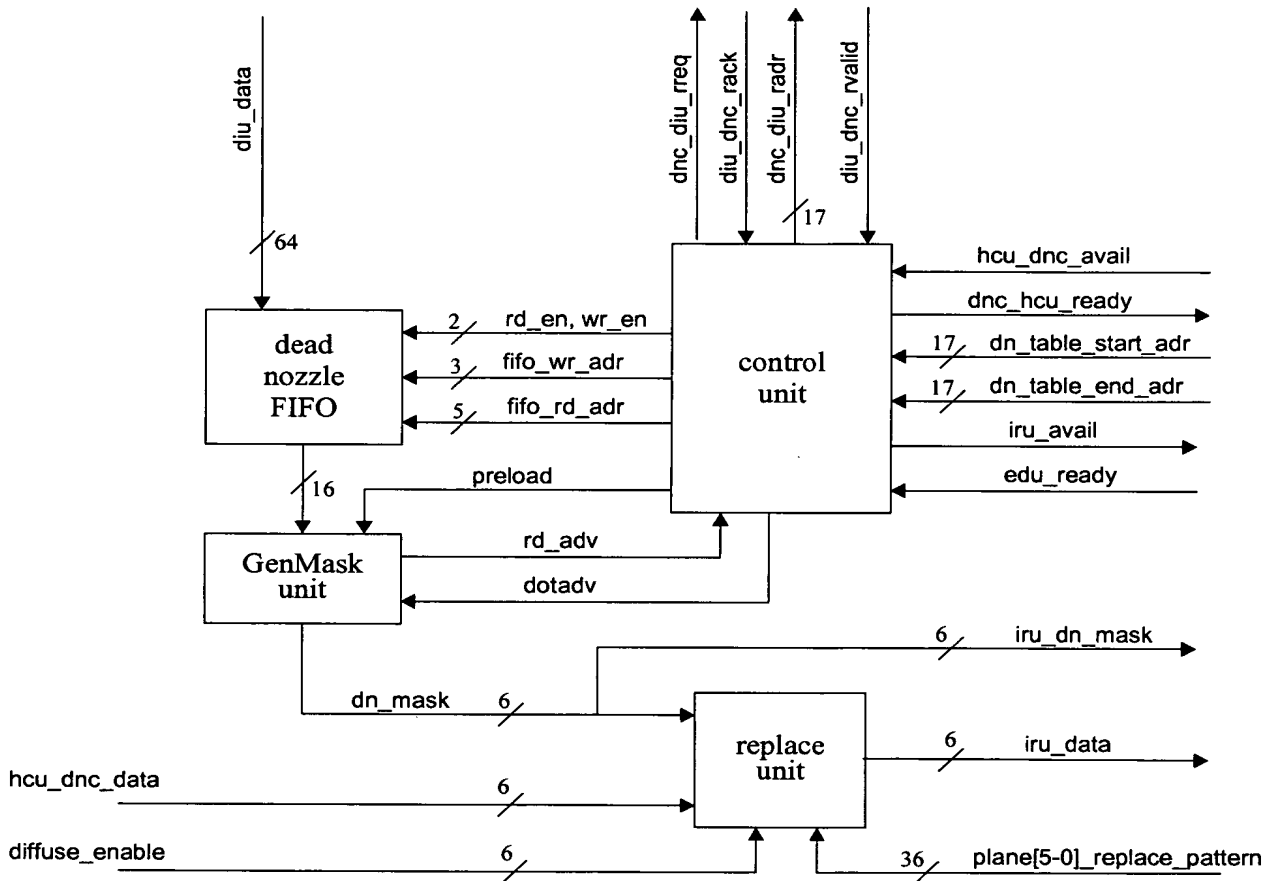 diu_data
dnc_diu_rreq
diu_dnc_rack
dnc_diu_radr
diu_dnc_rvalid
64
17
hcu_dnc_avail
dnc_hcu_ready
17
dn_table_start_adr
17
dn_table_end_adr
iru_avail
edu_ready
dead
nozzle
FIFO
2
rd_en, wr_en
3
fifo_wr_adr
5
fifo_rd_adr
control
unit
16
preload
GenMask
unit
rd_adv
dotadv
6
iru_dn_mask
dn_mask
6
replace
unit
6
iru_data
hcu_dnc_data
6
diffuse_enable
6
36
plane[5-0]_replace_pattern